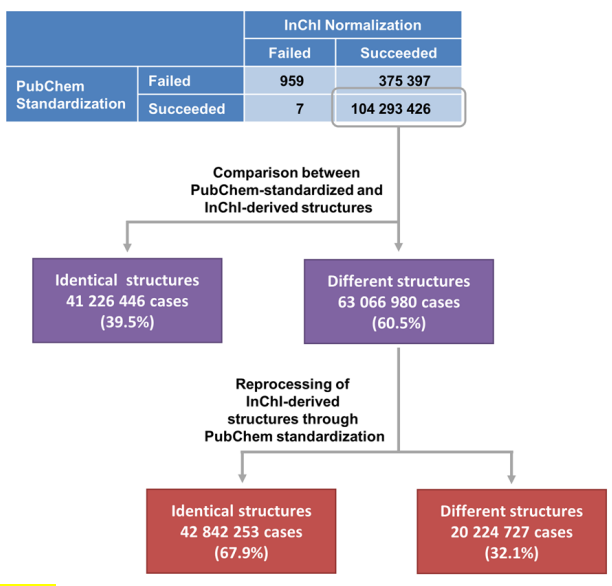 InChI Normalization
Failed Succeeded
PubChem Standardization
Failed 959 375 397
Succeeded 7 104 293 426
Comparison between
PubChem-standardized and
InChI-derived structures
Identical structures
41 226 446 cases
(39.5%)
Different structures
63 066 980 cases
(60.5%)
Reprocessing of
InChI-derived
structures through
PubChem standardization
Identical structures
42 842 253 cases
(67.9%)
Different structures
20 224 727 cases
(32.1%)